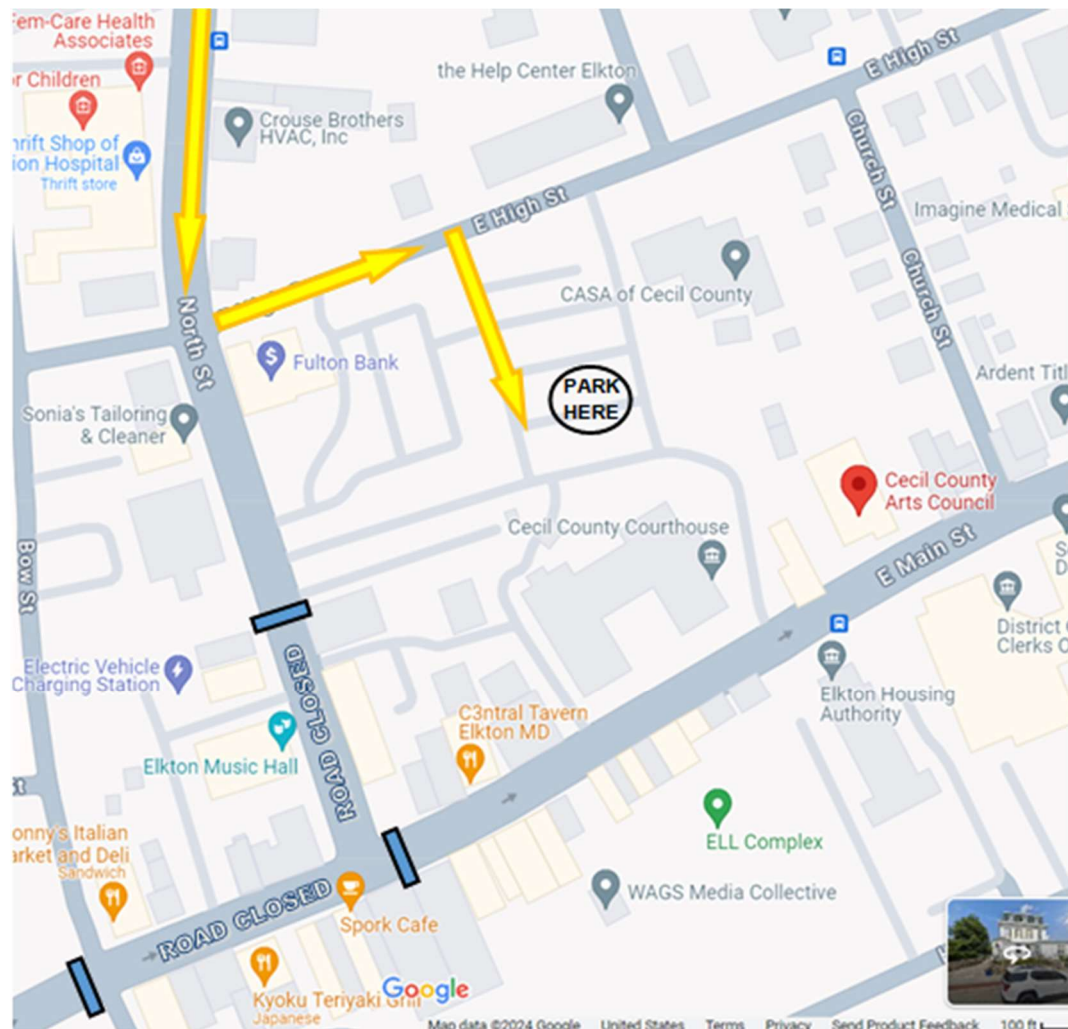 Fem-Care Health
Associates
or Children
hrift Shop of
ion Hospital
Thrift store
Crouse Brothers
HVAC, Inc
the Help Center Elkton
E High St
E High St
Church St
Church St
Imagine Medical
CASA of Cecil County
North St
Fulton Bank
PARK
HERE
Sonia's Tailoring
& Cleaner
Ardent Titl
Cecil County
Arts Council
Cecil County Courthouse
E Main St
Bow St
District
Clerks
Electric Vehicle
Charging Station
ROAD CLOSED
Elkton Housing
Authority
C3ntral Tavern
Elkton MD
Elkton Music Hall
St
ELL Complex
onny's Italian
arket and Deli
Sandwich
ROAD CLOSED
Spork Cafe
WAGS Media Collective
Kyoku Teriyaki Grill
Japanese
Google
Map data ©2024 Google United States Terms Privacy Send Product Feedback 100 ft